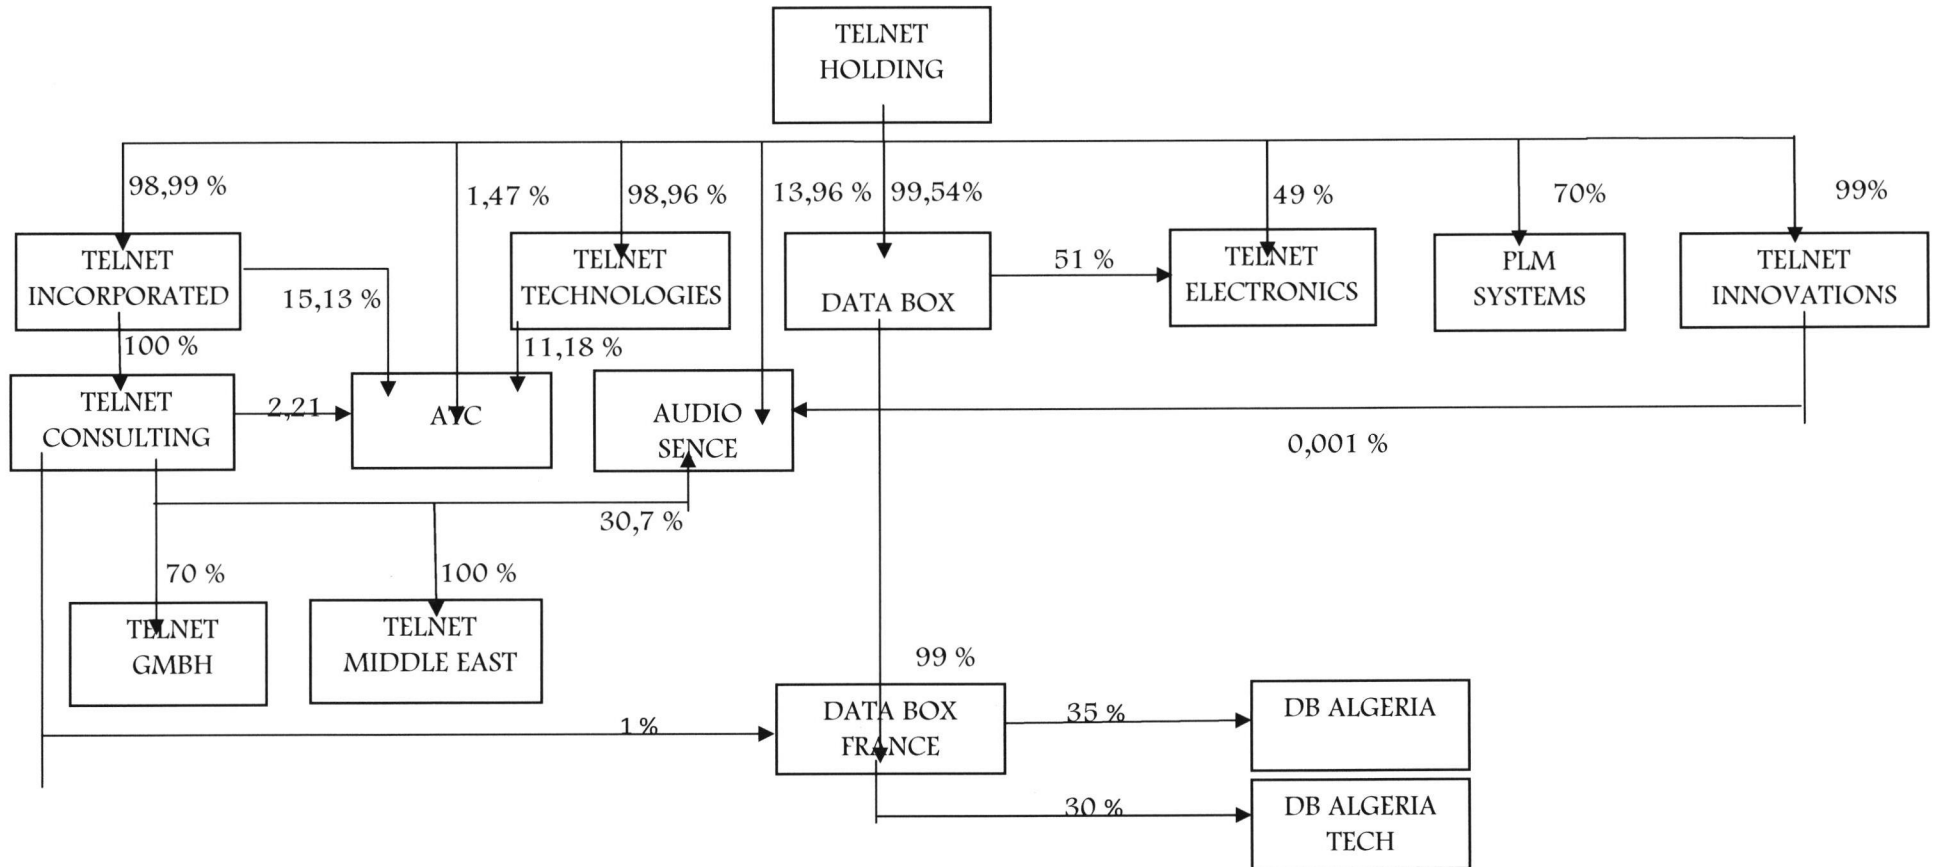 TELNET
HOLDING
98,99 %
1,47 %
98,96 %
13,96 %
99,54%
49 %
70%
99%
TELNET
INCORPORATED
TELNET
TECHNOLOGIES
DATA BOX
TELNET
ELECTRONICS
PLM
SYSTEMS
TELNET
INNOVATIONS
15,13 %
51 %
100 %
11,18 %
TELNET
CONSULTING
2,21
AUDIO
SENCE
0,001 %
30,7 %
70 %
100 %
TELNET
GMBH
TELNET
MIDDLE EAST
99 %
1 %
DATA BOX
FRANCE
35 %
DB ALGERIA
30 %
DB ALGERIA
TECH